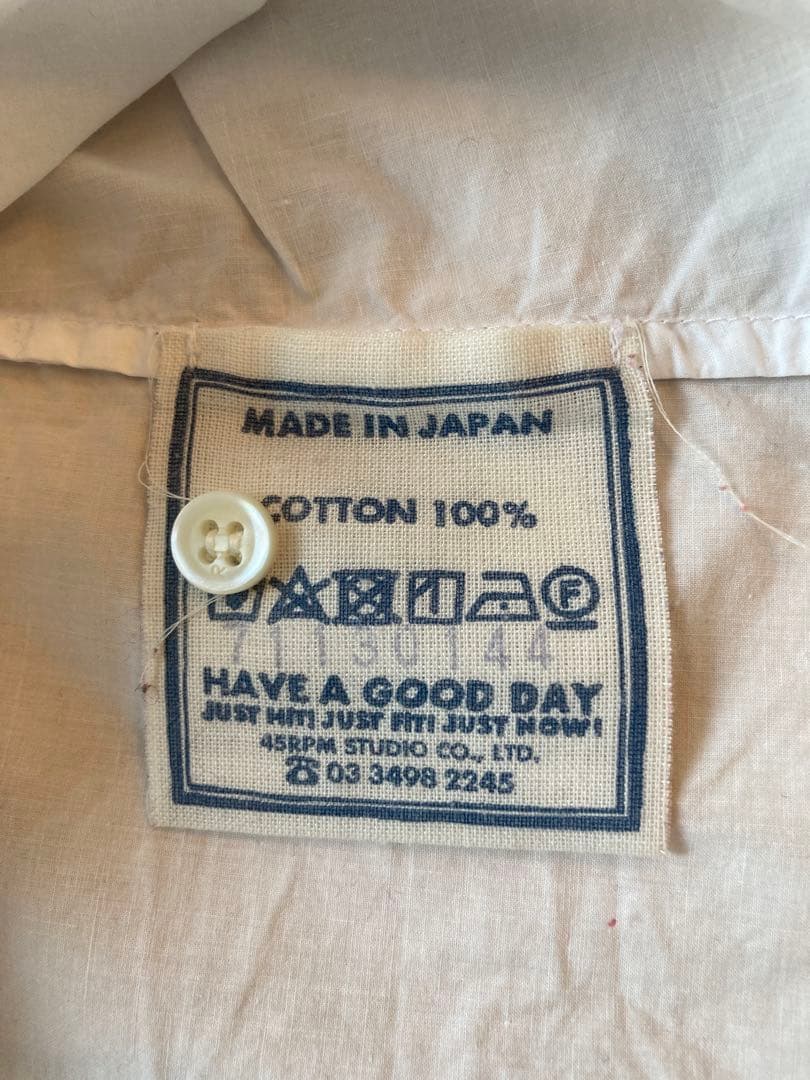 MADE IN JAPAN
COTTON 100%
F
71130144
HAVE A GOOD DAY
JUST HIT! JUST FIT! JUST NOW!
45RPM STUDIO CO., LTD.
☎ 03 3498 2245